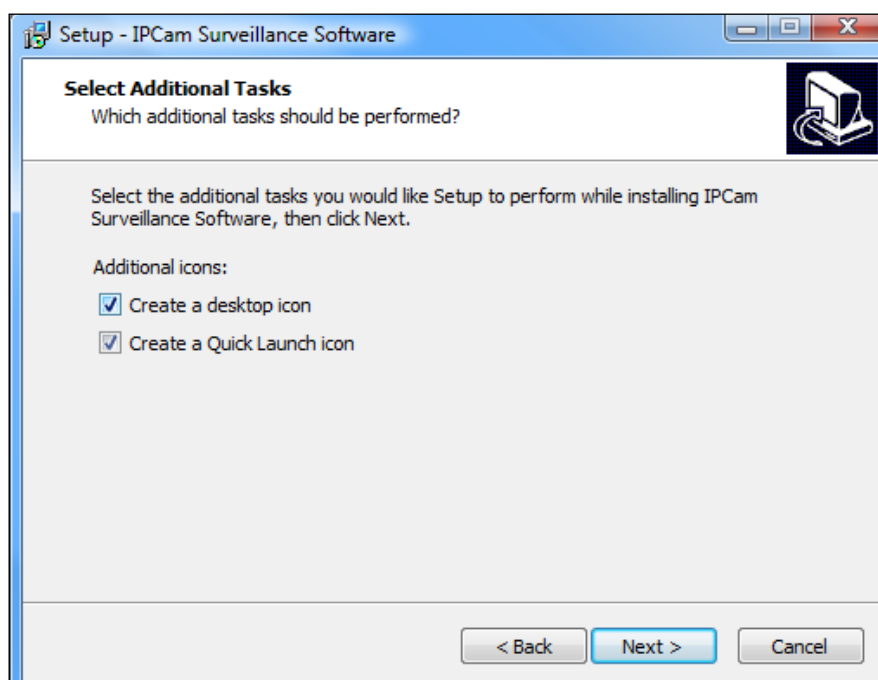 Setup - IPCam Surveillance Software
Select Additional Tasks
Which additional tasks should be performed?
Select the additional tasks you would like Setup to perform while installing IPCam
Surveillance Software, then click Next.
Additional icons:
Create a desktop icon
Create a Quick Launch icon
< Back Next > Cancel